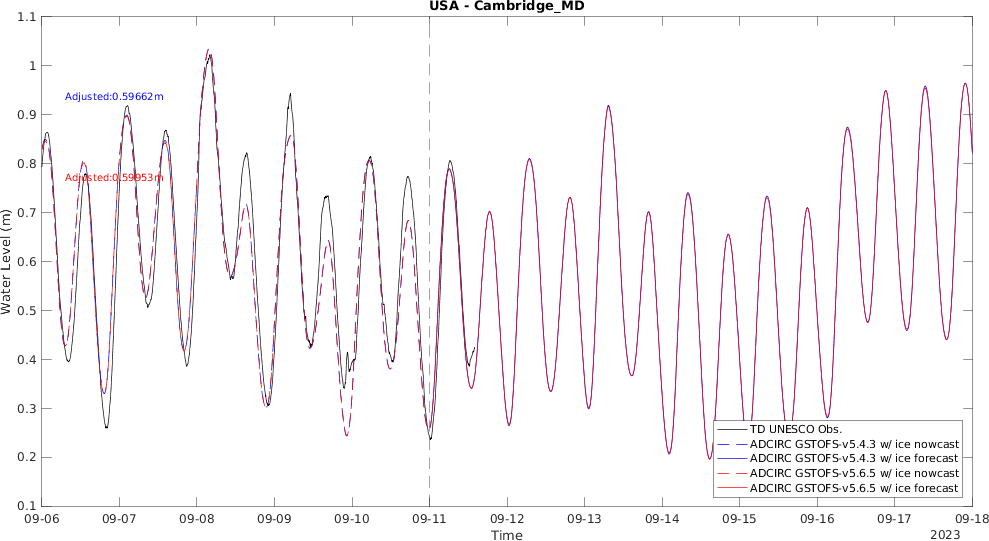 USA - Cambridge_MD
1.1
1
0.9
0.8
0.7
0.6
0.5
0.4
0.3
0.2
0.1
Water Level (m)
Adjusted:0.59662m
Adjusted:0.59953m
TD UNESCO Obs.
ADCIRC GSTOFS-v5.4.3 w/ ice nowcast
ADCIRC GSTOFS-v5.4.3 w/ ice forecast
ADCIRC GSTOFS-v5.6.5 w/ ice nowcast
ADCIRC GSTOFS-v5.6.5 w/ ice forecast
09-06 09-07 09-08 09-09 09-10 09-11 09-12 09-13 09-14 09-15 09-16 09-17 09-18
Time
2023